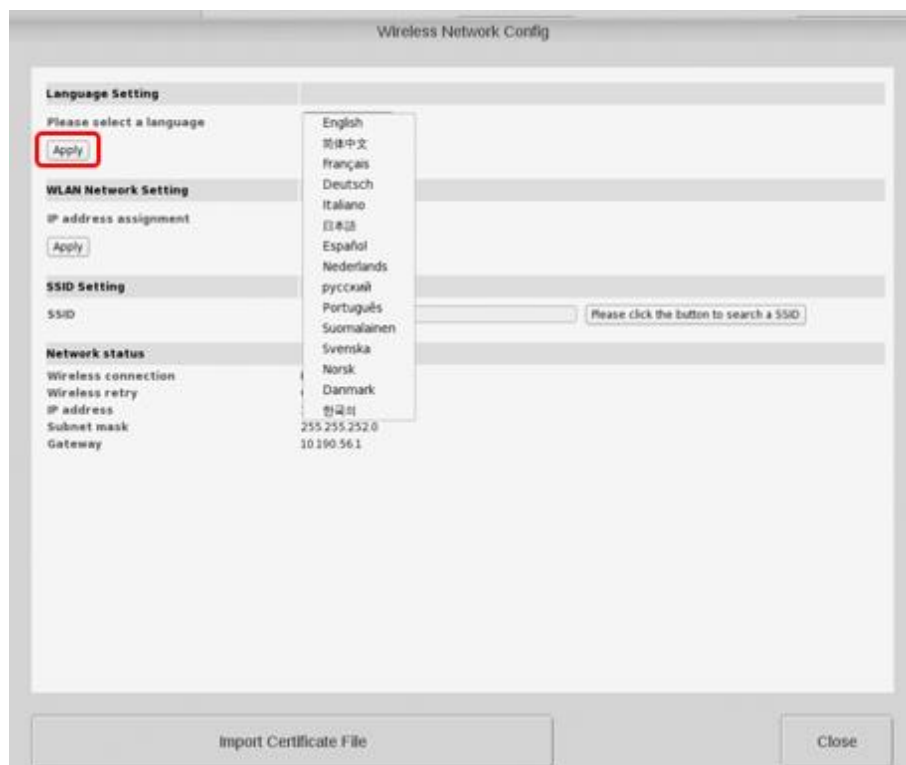 Wireless Network Config
Language Setting
Please select a language
Apply
English
简体中文
Français
Deutsch
Italiano
日本語
Español
Nederlands
русский
Português
Suomalainen
Svenska
Norsk
Danmark
한국의
WLAN Network Setting
IP address assignment
Apply
SSID Setting
SSID
Please click the button to search a SSID
Network status
Wireless connection
Wireless retry
IP address
Subnet mask 255.255.252.0
Gateway 10.190.56.1
Import Certificate File
Close